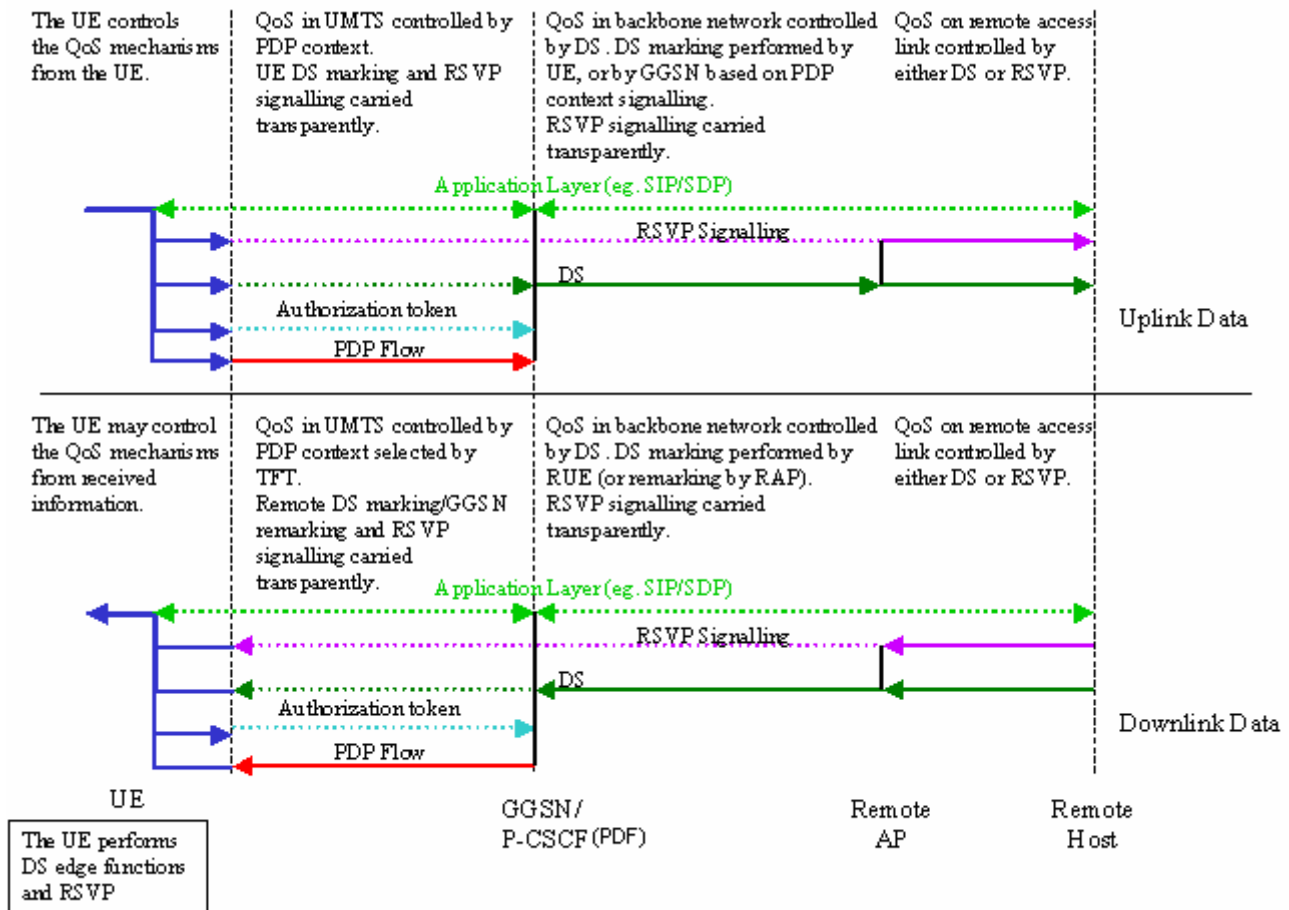 The UE controls
the QoS mechanisms
from the UE.
QoS in UMTS controlled by
PDP context.
UE DS marking and RSVP
signalling carried
transparently.
QoS in backbone network controlled
by DS. DS marking performed by
UE, or by GGSN based on PDP
context signalling.
RSVP signalling carried
transparently.
QoS on remote access
link controlled by
either DS or RSVP.
Application Layer (eg. SIP/SDP)
RSVP Signalling
DS
Authorization token
PDP Flow
Uplink Data
The UE may control
the QoS mechanisms
from received
information.
QoS in UMTS controlled by
PDP context selected by
TFT.
Remote DS marking/GGSN
remarking and RSVP
signalling carried
transparently.
QoS in backbone network controlled
by DS. DS marking performed by
RUE (or remarking by RAP).
RSVP signalling carried
transparently.
QoS on remote access
link controlled by
either DS or RSVP.
Application Layer (eg. SIP/SDP)
RSVP Signalling
DS
Authorization token
PDP Flow
Downlink Data
UE
GGSN/
P-CSCF (PDF)
Remote
AP
Remote
Host
The UE performs
DS edge functions
and RSVP